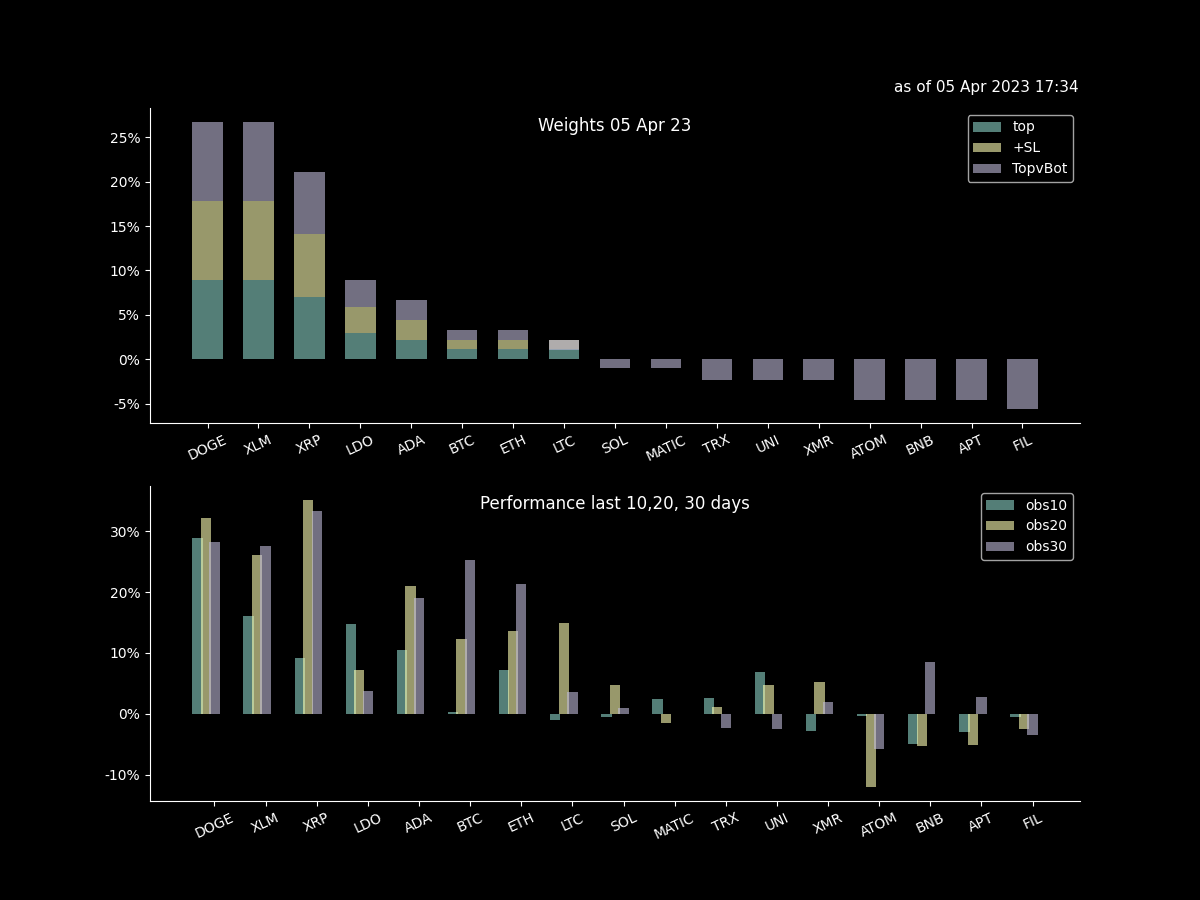 as of 05 Apr 2023 17:34
Weights 05 Apr 23
top
+SL
TopvBot
25%
20%
15%
10%
5%
0%
-5%
DOGE XLM XRP LDO ADA BTC ETH LTC SOL MATIC TRX UNI XMR ATOM BNB APT FIL
Performance last 10,20, 30 days
obs10
obs20
obs30
30%
20%
10%
0%
-10%
DOGE XLM XRP LDO ADA BTC ETH LTC SOL MATIC TRX UNI XMR ATOM BNB APT FIL